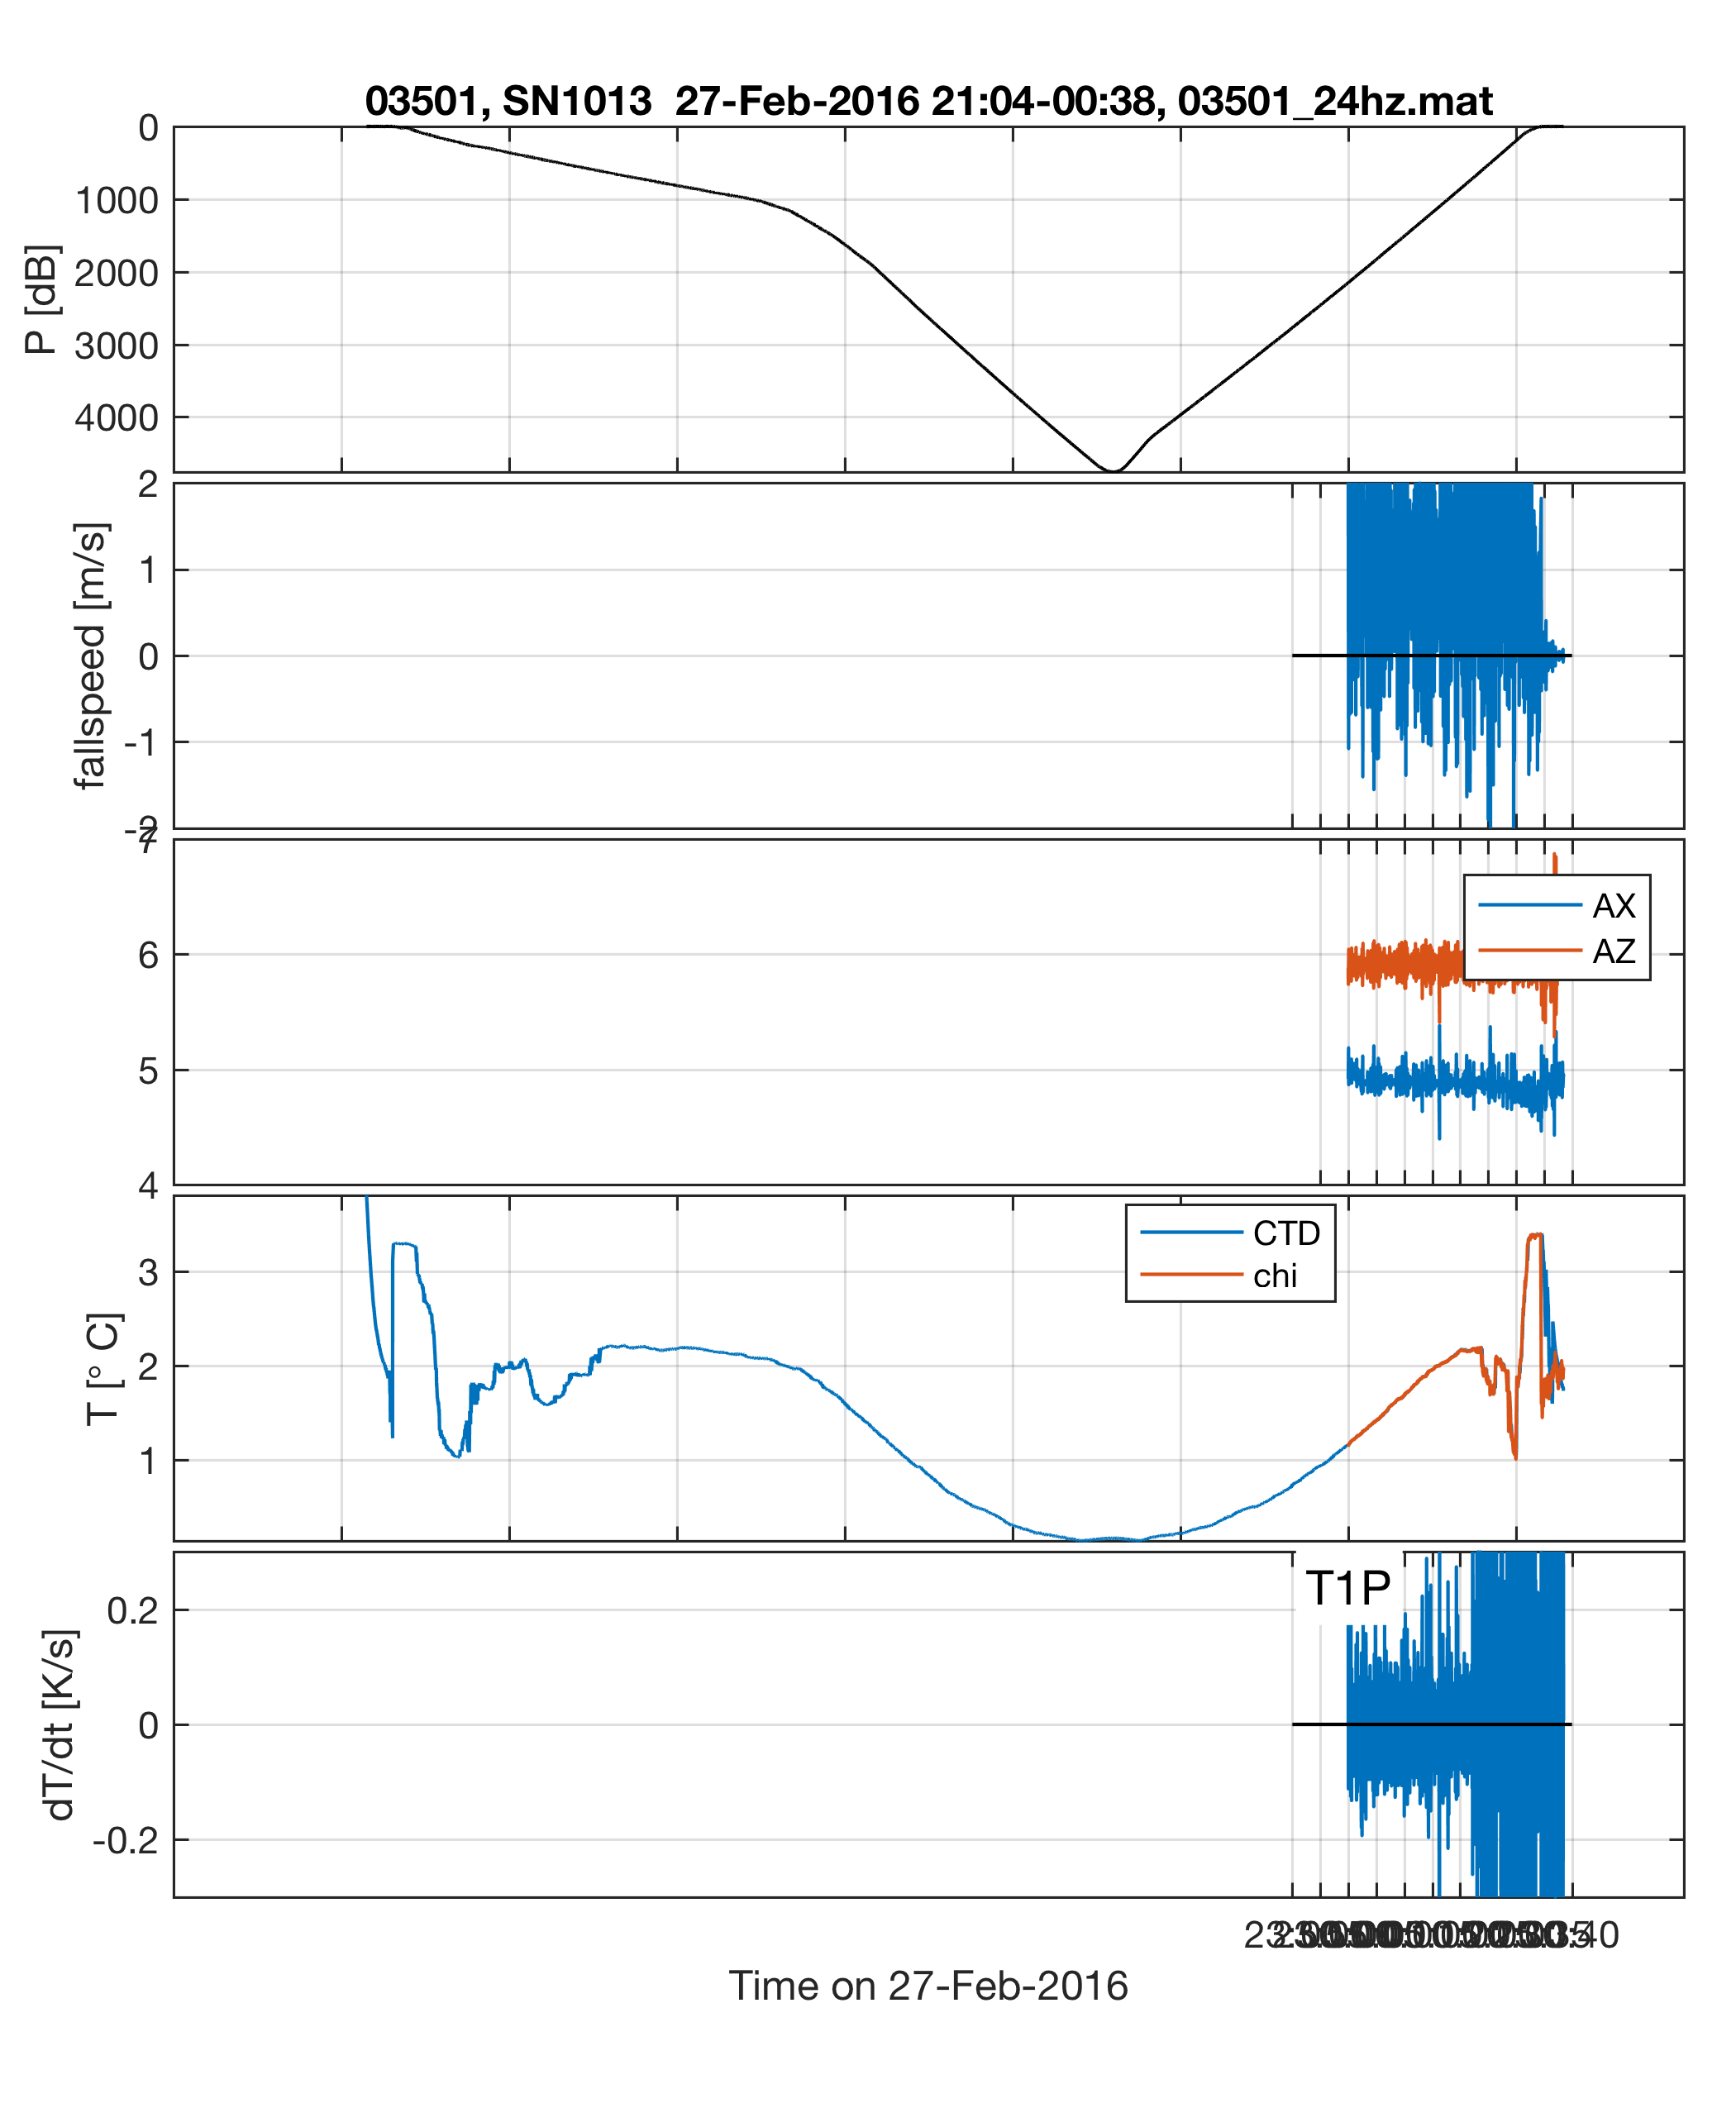 03501, SN1013 27-Feb-2016 21:04-00:38, 03501_24hz.mat
0
1000
2000
3000
4000
P [dB]
2
1
0
-1
-2
fallspeed [m/s]
7
6
5
4
AX
AZ
3
2
1
T [° C]
CTD
chi
0.2
0
-0.2
dT/dt [K/s]
T1P
Time on 27-Feb-2016